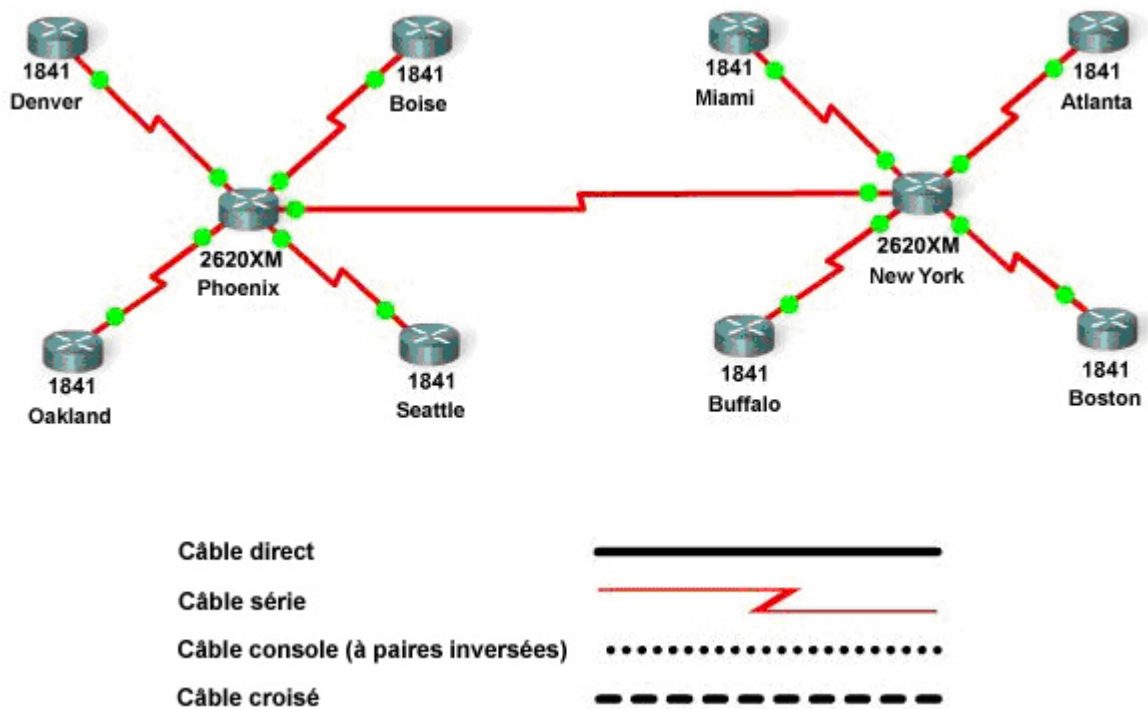 1841
Denver
1841
Boise
1841
Miami
1841
Atlanta
2620XM
Phoenix
2620XM
New York
1841
Oakland
1841
Seattle
1841
Buffalo
1841
Boston
Câble direct
Câble série
Câble console (à paires inversées)
Câble croisé